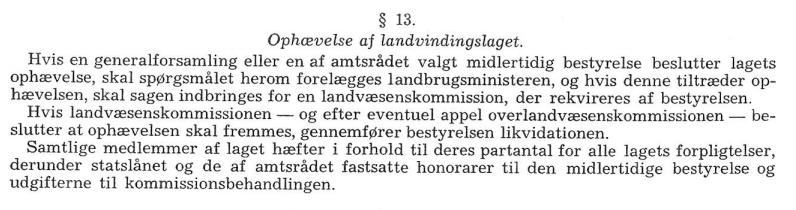 § 13.
Ophævelse af landvindingslaget.
Hvis en generalforsamling eller en af amtsrådet valgt midlertidig bestyrelse beslutter lagets
ophævelse, skal spørgsmålet herom forelægges landbrugsministeren, og hvis denne tiltræder op-
hævelsen, skal sagen indbringes for en landvæsenskommission, der rekvireres af bestyrelsen.
Hvis landvæsenskommissionen — og efter eventuel appel overlandvæsenskommissionen — be-
slutter at ophævelsen skal fremmes, gennemfører bestyrelsen likvidationen.
Samtlige medlemmer af laget hæfter i forhold til deres partantal for alle lagets forpligtelser,
derunder statslånet og de af amtsrådet fastsatte honorarer til den midlertidige bestyrelse og
udgifterne til kommissionsbehandlingen.